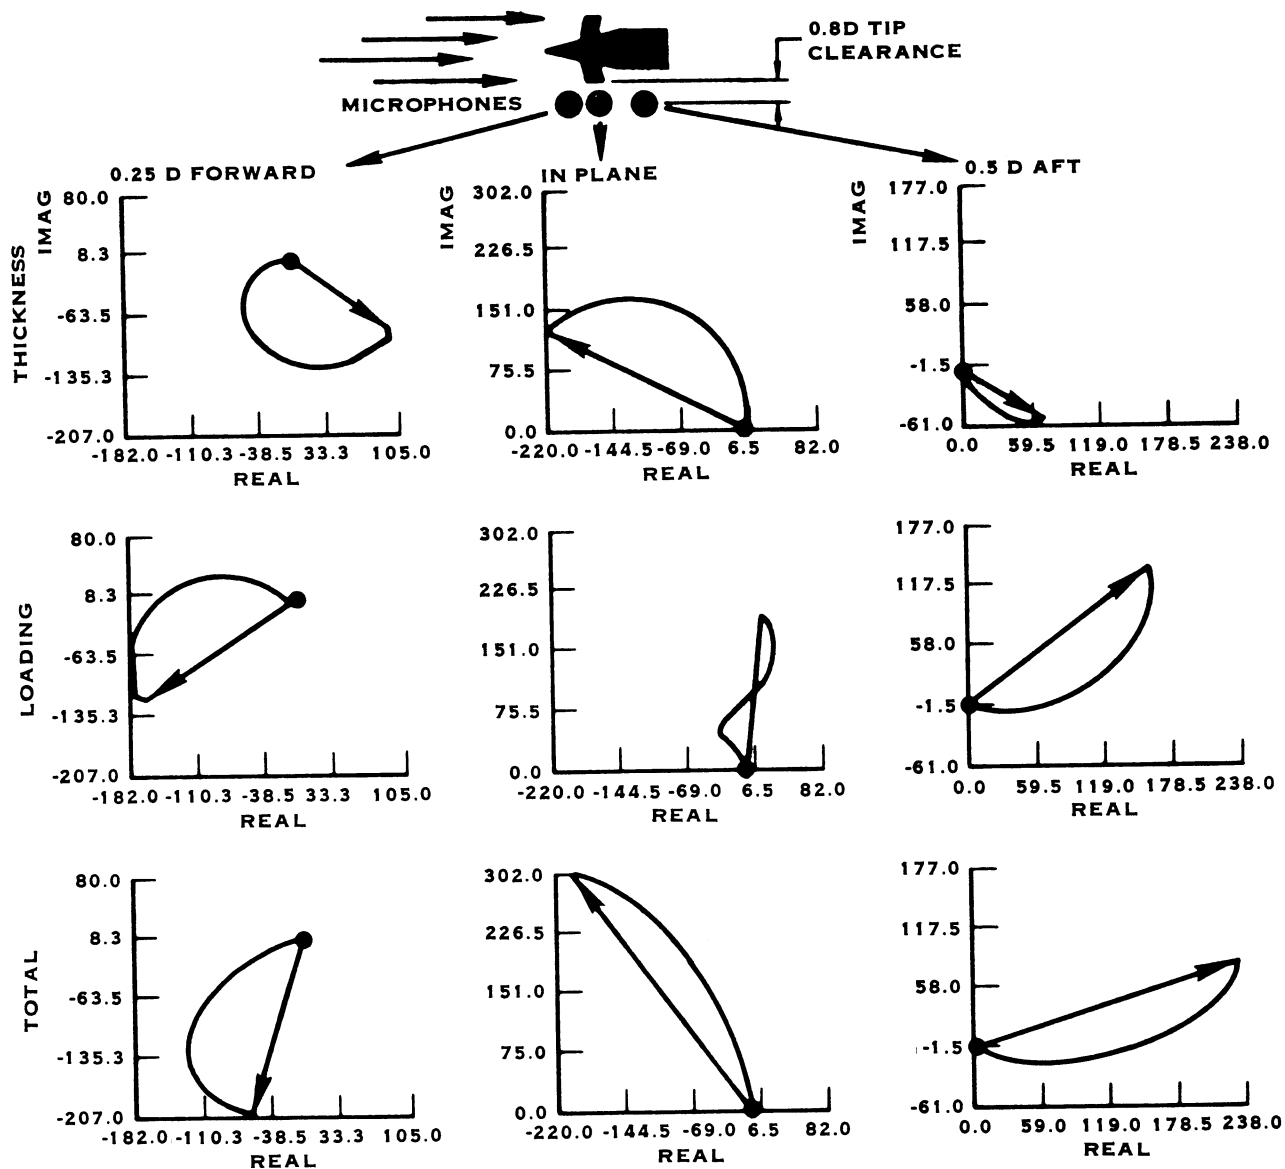 0.8D TIP
CLEARANCE
MICROPHONES
0.25 D FORWARD
IN PLANE
0.5 D AFT
THICKNESS
IMAG
80.0
8.3
-63.5
-135.3
-207.0
-182.0 -110.3 -38.5 33.3 105.0
REAL
IMAG
302.0
226.5
151.0
75.5
0.0
-220.0 -144.5 -69.0 6.5 82.0
REAL
IMAG
177.0
117.5
58.0
-1.5
-61.0
0.0 59.5 119.0 178.5 238.0
REAL
LOADING
80.0
8.3
-63.5
-135.3
-207.0
-182.0 -110.3 -38.5 33.3 105.0
REAL
302.0
226.5
151.0
75.5
0.0
-220.0 -144.5 -69.0 6.5 82.0
REAL
177.0
117.5
58.0
-1.5
-61.0
0.0 59.5 119.0 178.5 238.0
REAL
TOTAL
80.0
8.3
-63.5
-135.3
-207.0
-182.0 -110.3 -38.5 33.3 105.0
REAL
302.0
226.5
151.0
75.0
0.0
-220.0 -144.5 -69.0 6.5 82.0
REAL
177.0
117.5
58.0
-1.5
-61.0
0.0 59.0 119.0 178.5 238.0
REAL